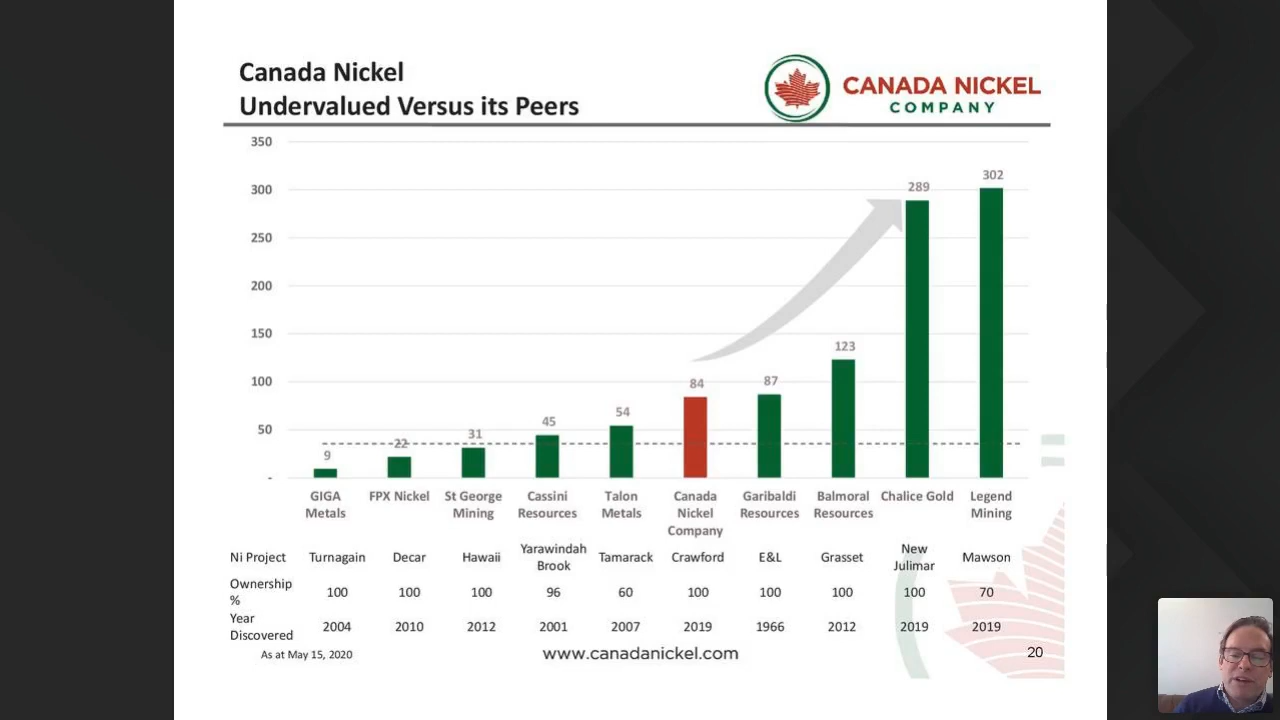 Canada Nickel
Undervalued Versus its Peers
CANADA NICKEL
COMPANY
350
300
250
200
150
100
50
-
9
22
31
45
54
84
87
123
289
302
GIGA Metals
FPX Nickel
St George Mining
Cassini Resources
Talon Metals
Canada Nickel Company
Garibaldi Resources
Balmoral Resources
Chalice Gold
Legend Mining
Ni Project Turnagain Decar Hawaii Yarawindah Brook Tamarack Crawford E&L Grasset New Julimar Mawson
Ownership % 100 100 100 96 60 100 100 100 100 70
Year Discovered 2004 2010 2012 2001 2007 2019 1966 2012 2019 2019
As at May 15, 2020
www.canadanickel.com
20